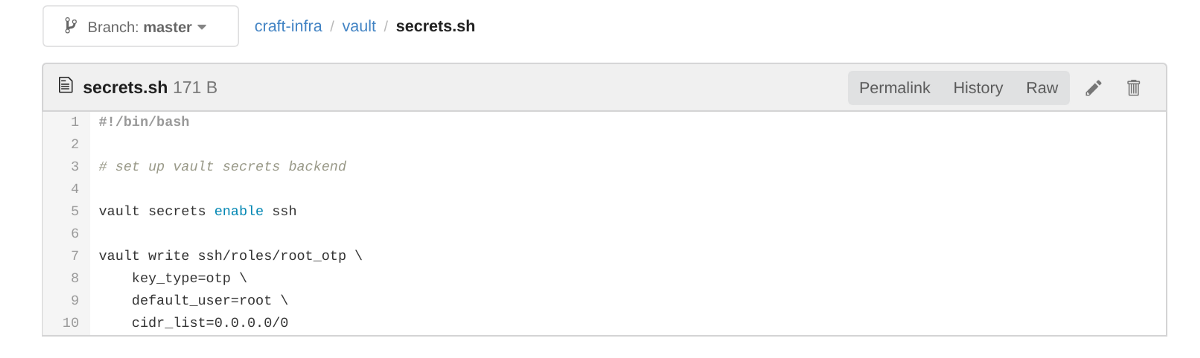 Branch: master craft-infra / vault / secrets.sh
secrets.sh 171 B Permalink History Raw
1 #!/bin/bash
2
3 # set up vault secrets backend
4
5 vault secrets enable ssh
6
7 vault write ssh/roles/root_otp \
8     key_type=otp \
9     default_user=root \
10     cidr_list=0.0.0.0/0